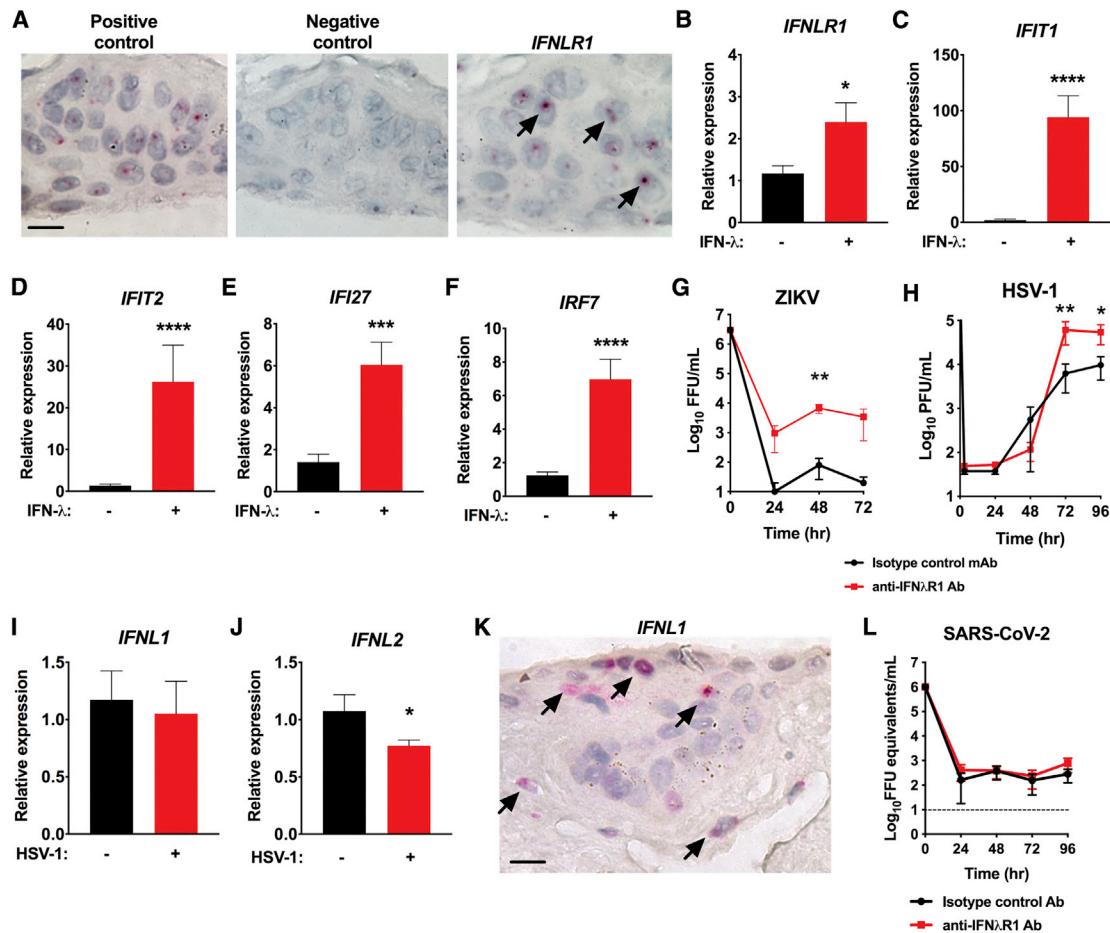 A
Positive control
Negative control
IFNLR1
B
IFNLR1
Relative expression
4
3
2
1
0
*
IFN-λ:
-
+
C
IFIT1
Relative expression
150
100
50
0
****
IFN-λ:
-
+
D
IFIT2
Relative expression
40
30
20
10
0
****
IFN-λ:
-
+
E
IFI27
Relative expression
8
6
4
2
0
***
IFN-λ:
-
+
F
IRF7
Relative expression
10
8
6
4
2
0
****
IFN-λ:
-
+
G
ZIKV
Log10 FFU/mL
7
6
5
4
3
2
1
**
0
24
48
72
Time (hr)
H
HSV-1
Log10 PFU/mL
5
4
3
2
1
**
*
0
24
48
72
96
Time (hr)
Isotype control mAb
anti-IFNλR1 Ab
I
IFNL1
Relative expression
1.5
1.0
0.5
0.0
HSV-1:
-
+
J
IFNL2
Relative expression
1.5
1.0
0.5
0.0
*
HSV-1:
-
+
K
IFNL1
L
SARS-CoV-2
Log10FFU equivalents/mL
7
6
5
4
3
2
1
0
0
24
48
72
96
Time (hr)
Isotype control Ab
anti-IFNλR1 Ab